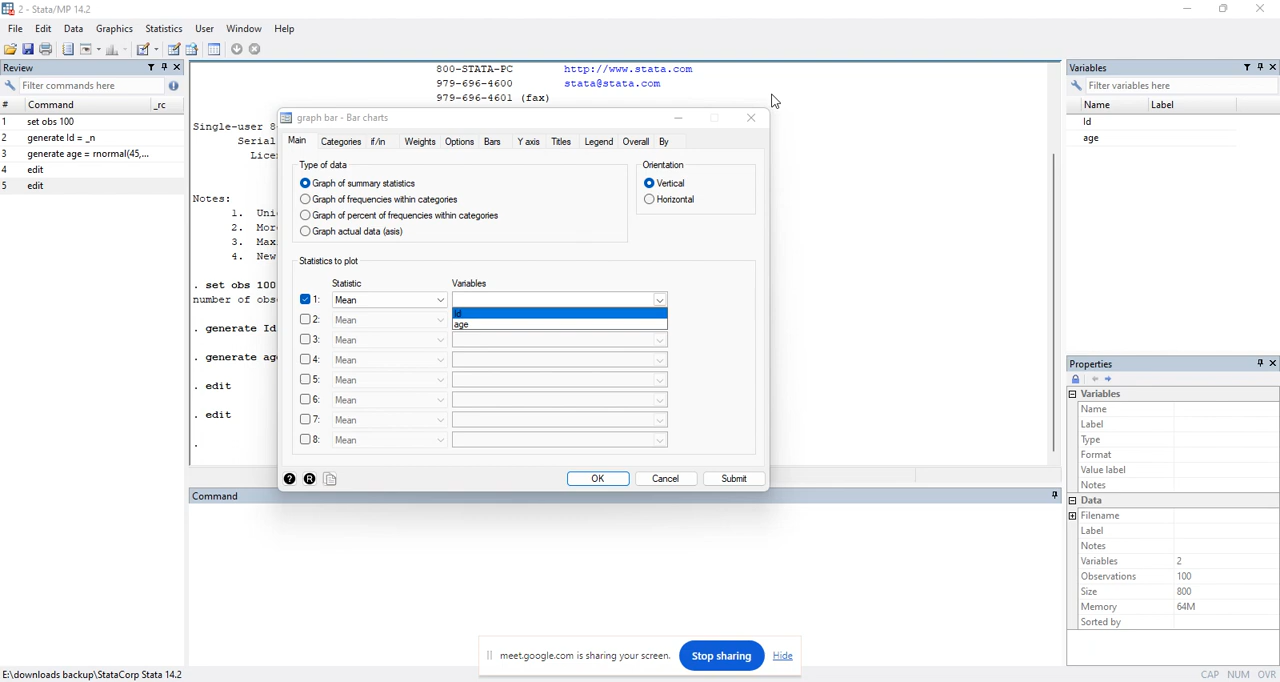 2 - Stata/MP 14.2
File Edit Data Graphics Statistics User Window Help
Review
Filter commands here
# Command _rc
1 set obs 100
2 generate Id = _n
3 generate age = rnormal(45,...
4 edit
5 edit
800-STATA-PC http://www.stata.com
979-696-4600 stata@stata.com
979-696-4601 (fax)
Single-user 8
Serial
Lice
Notes:
1. Uni
2. Mor
3. Max
4. New
. set obs 100
number of obs
. generate Id
. generate age
. edit
. edit
.
graph bar - Bar charts
Main Categories if/in Weights Options Bars Y axis Titles Legend Overall By
Type of data
Graph of summary statistics
Graph of frequencies within categories
Graph of percent of frequencies within categories
Graph actual data (asis)
Orientation
Vertical
Horizontal
Statistics to plot
Statistic Variables
1: Mean
Id
2: Mean
age
3: Mean
4: Mean
5: Mean
6: Mean
7: Mean
8: Mean
? R
OK Cancel Submit
Command
Variables
Filter variables here
Name Label
Id
age
Properties
Variables
Name
Label
Type
Format
Value label
Notes
Data
Filename
Label
Notes
Variables 2
Observations 100
Size 800
Memory 64M
Sorted by
meet.google.com is sharing your screen. Stop sharing Hide
E:\downloads backup\StataCorp Stata 14.2
CAP NUM OVR